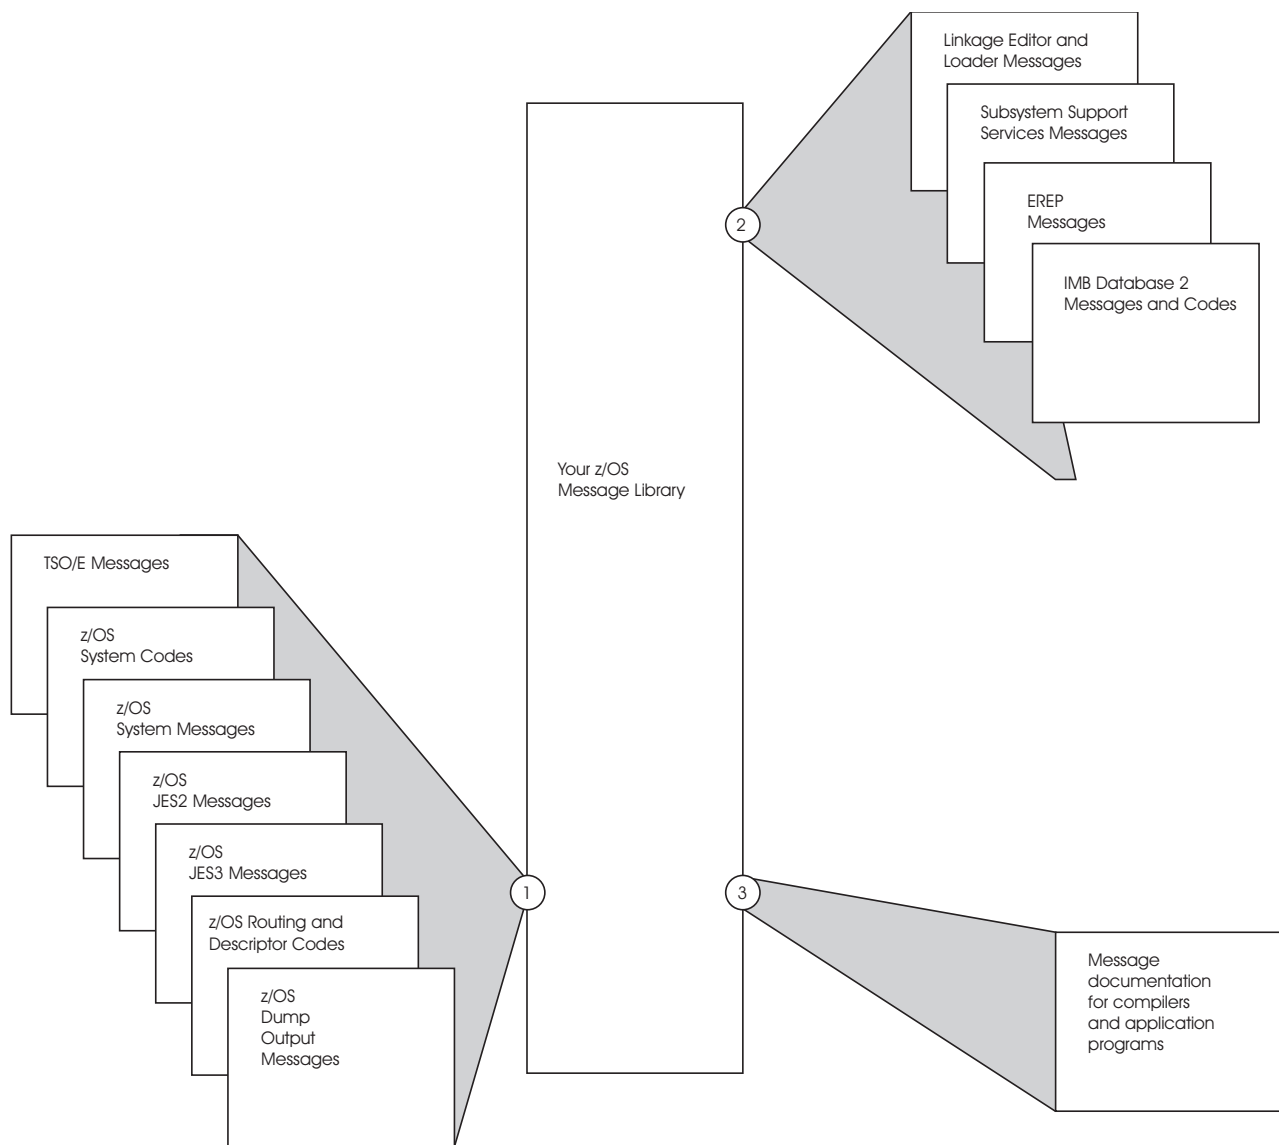 Linkage Editor and
Loader Messages
Subsystem Support
Services Messages
EREP
Messages
IMB Database 2
Messages and Codes
2
Your z/OS
Message Library
TSO/E Messages
z/OS
System Codes
z/OS
System Messages
z/OS
JES2 Messages
z/OS
JES3 Messages
z/OS Routing and
Descriptor Codes
z/OS
Dump
Output
Messages
1
3
Message
documentation
for compilers
and application
programs